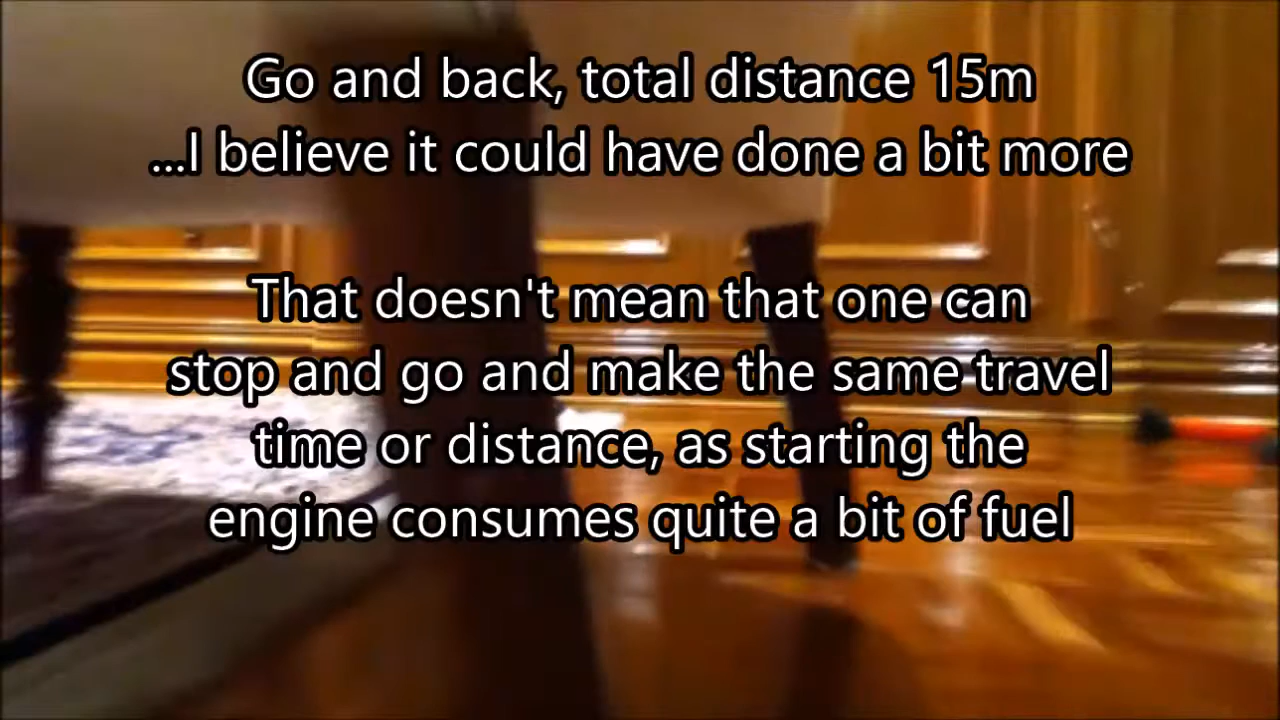 Go and back, total distance 15m
...I believe it could have done a bit more
That doesn't mean that one can
stop and go and make the same travel
time or distance, as starting the
engine consumes quite a bit of fuel